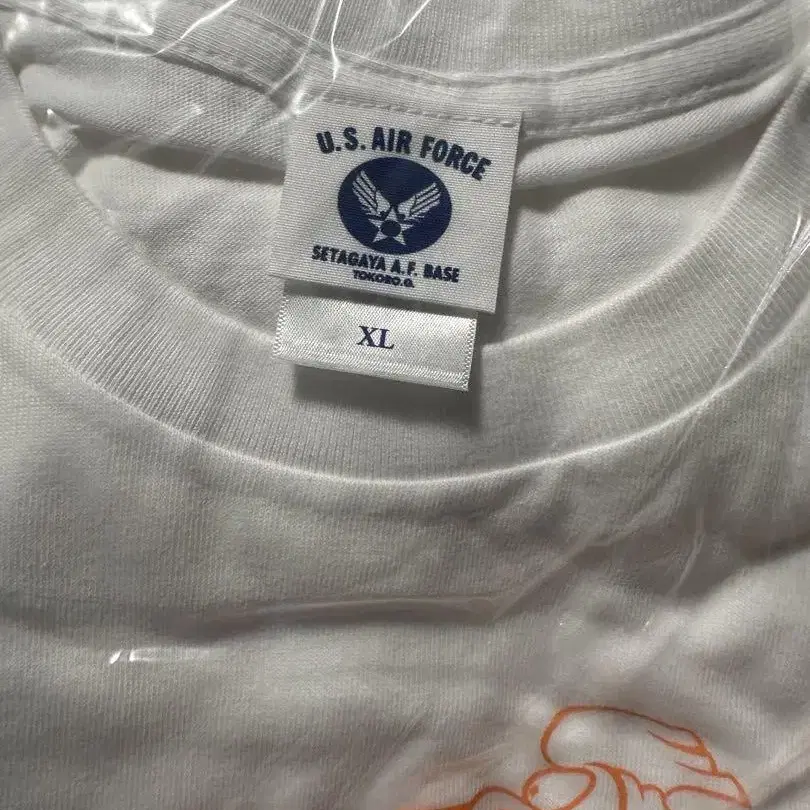 U.S. AIR FORCE
SETAGAYA A.F. BASE
TOKORO.G.
XL